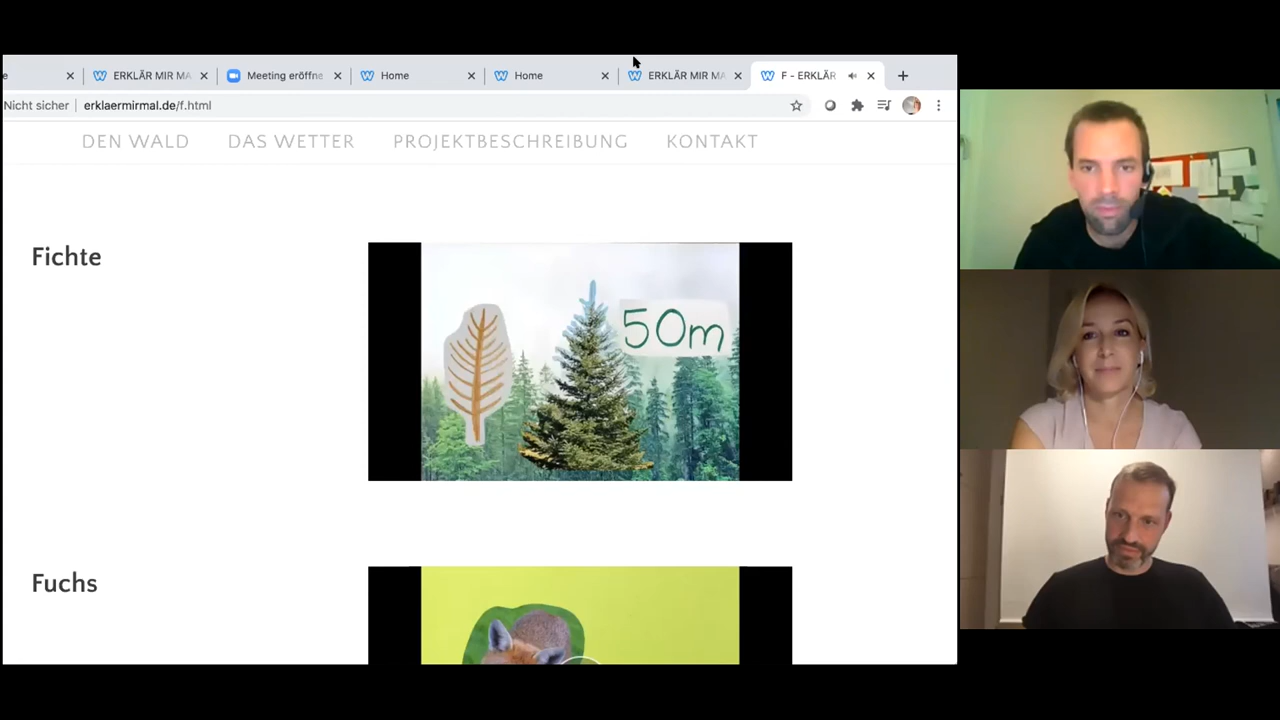 e
ERKLÄR MIR MA
Meeting eröffne
Home
Home
ERKLÄR MIR MA
F - ERKLÄR
Nicht sicher
erklaermirmal.de/f.html
DEN WALD
DAS WETTER
PROJEKTBESCHREIBUNG
KONTAKT
Fichte
50m
Fuchs